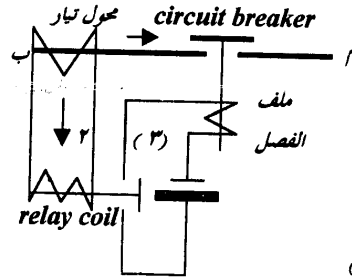 محول تيار
circuit breaker
ب
أ
ملف
الفصل
٢
(٣)
relay coil